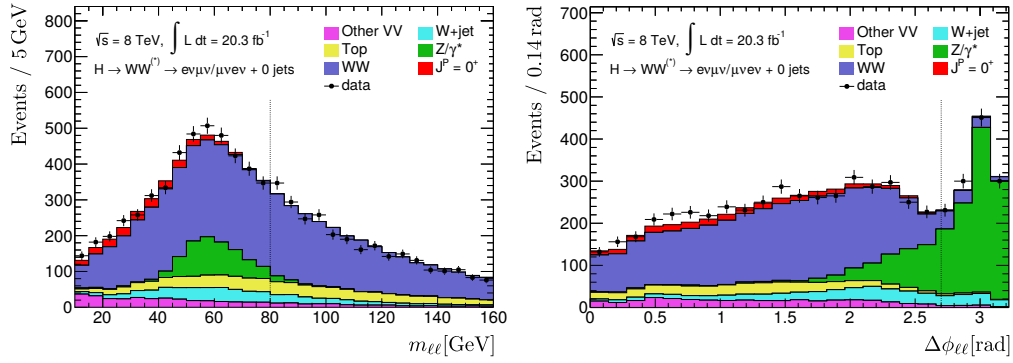 Events / 5 GeV
800
700
600
500
400
300
200
100
0
√s = 8 TeV, ∫ L dt = 20.3 fb⁻¹
H → WW⁽*⁾ → eνμν/μνeν + 0 jets
Other VV
W+jet
Top
Z/γ*
WW
Jᴾ = 0⁺
data
20 40 60 80 100 120 140 160
mℓℓ[GeV]
Events / 0.14 rad
700
600
500
400
300
200
100
0
√s = 8 TeV, ∫ L dt = 20.3 fb⁻¹
H → WW⁽*⁾ → eνμν/μνeν + 0 jets
Other VV
W+jet
Top
Z/γ*
WW
Jᴾ = 0⁺
data
0 0.5 1 1.5 2 2.5 3
Δϕℓℓ[rad]